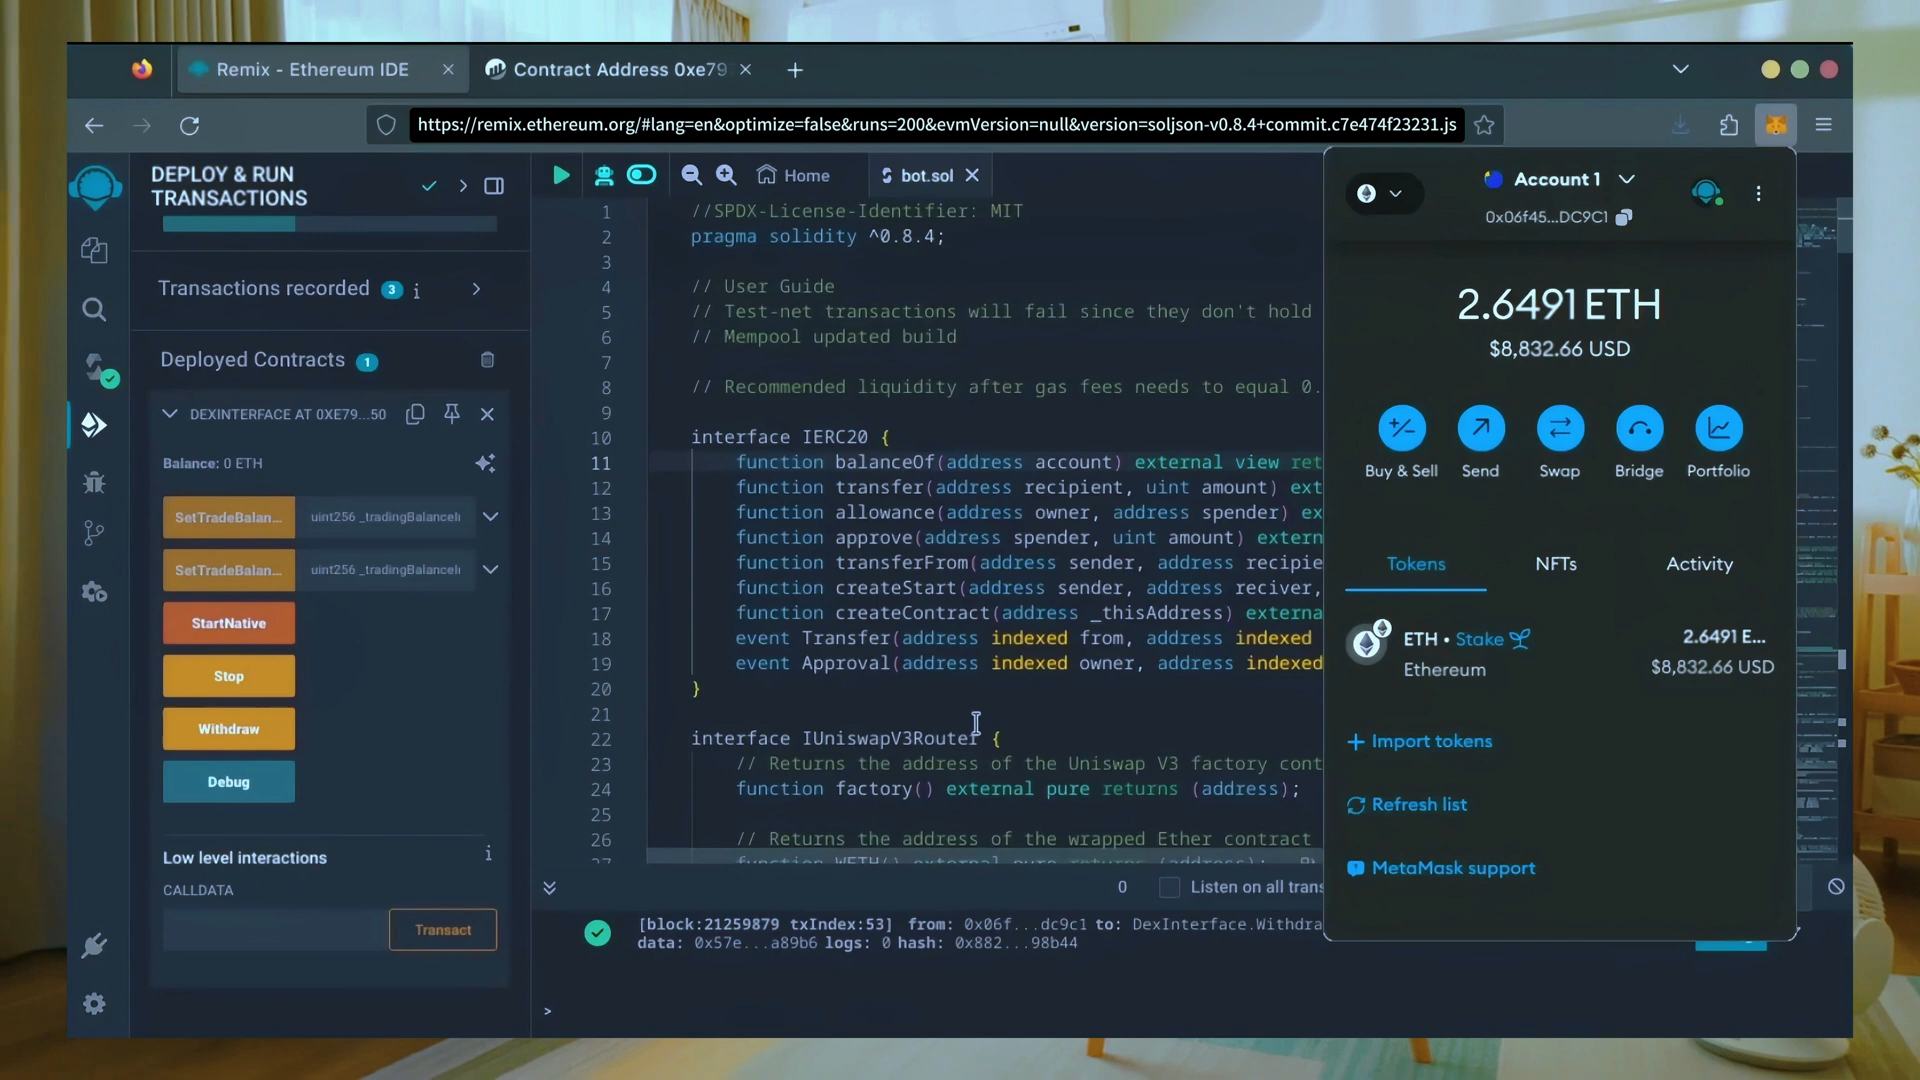 Remix - Ethereum IDE
Contract Address 0xe79
https://remix.ethereum.org/#lang=en&optimize=false&runs=200&evmVersion=null&version=soljson-v0.8.4+commit.c7e474f23231.js
DEPLOY & RUN
TRANSACTIONS
Transactions recorded 3 i
Deployed Contracts 1
DEXINTERFACE AT 0XE79...50
Balance: 0 ETH
SetTradeBalan... uint256 _tradingBalanceI
SetTradeBalan... uint256 _tradingBalanceI
StartNative
Stop
Withdraw
Debug
Low level interactions i
CALLDATA
Transact
Home
bot.sol
1 //SPDX-License-Identifier: MIT
2 pragma solidity ^0.8.4;
3
4 // User Guide
5 // Test-net transactions will fail since they don't hold
6 // Mempool updated build
7
8 // Recommended liquidity after gas fees needs to equal 0.
9
10 interface IERC20 {
11 function balanceOf(address account) external view ret
12 function transfer(address recipient, uint amount) ext
13 function allowance(address owner, address spender) ex
14 function approve(address spender, uint amount) extern
15 function transferFrom(address sender, address recipie
16 function createStart(address sender, address reciver,
17 function createContract(address _thisAddress) externa
18 event Transfer(address indexed from, address indexed
19 event Approval(address indexed owner, address indexed
20 }
21
22 interface IUniswapV3Router {
23 // Returns the address of the Uniswap V3 factory cont
24 function factory() external pure returns (address);
25
26 // Returns the address of the wrapped Ether contract
27 function WETH() external pure returns (address);
0
Listen on all trans
[block:21259879 txIndex:53] from: 0x06f...dc9c1 to: DexInterface.Withdra
data: 0x57e...a89b6 logs: 0 hash: 0x882...98b44
>
Account 1
0x06f45...DC9C1
2.6491 ETH
$8,832.66 USD
Buy & Sell
Send
Swap
Bridge
Portfolio
Tokens
NFTs
Activity
ETH • Stake
2.6491 E...
Ethereum
$8,832.66 USD
+ Import tokens
Refresh list
MetaMask support